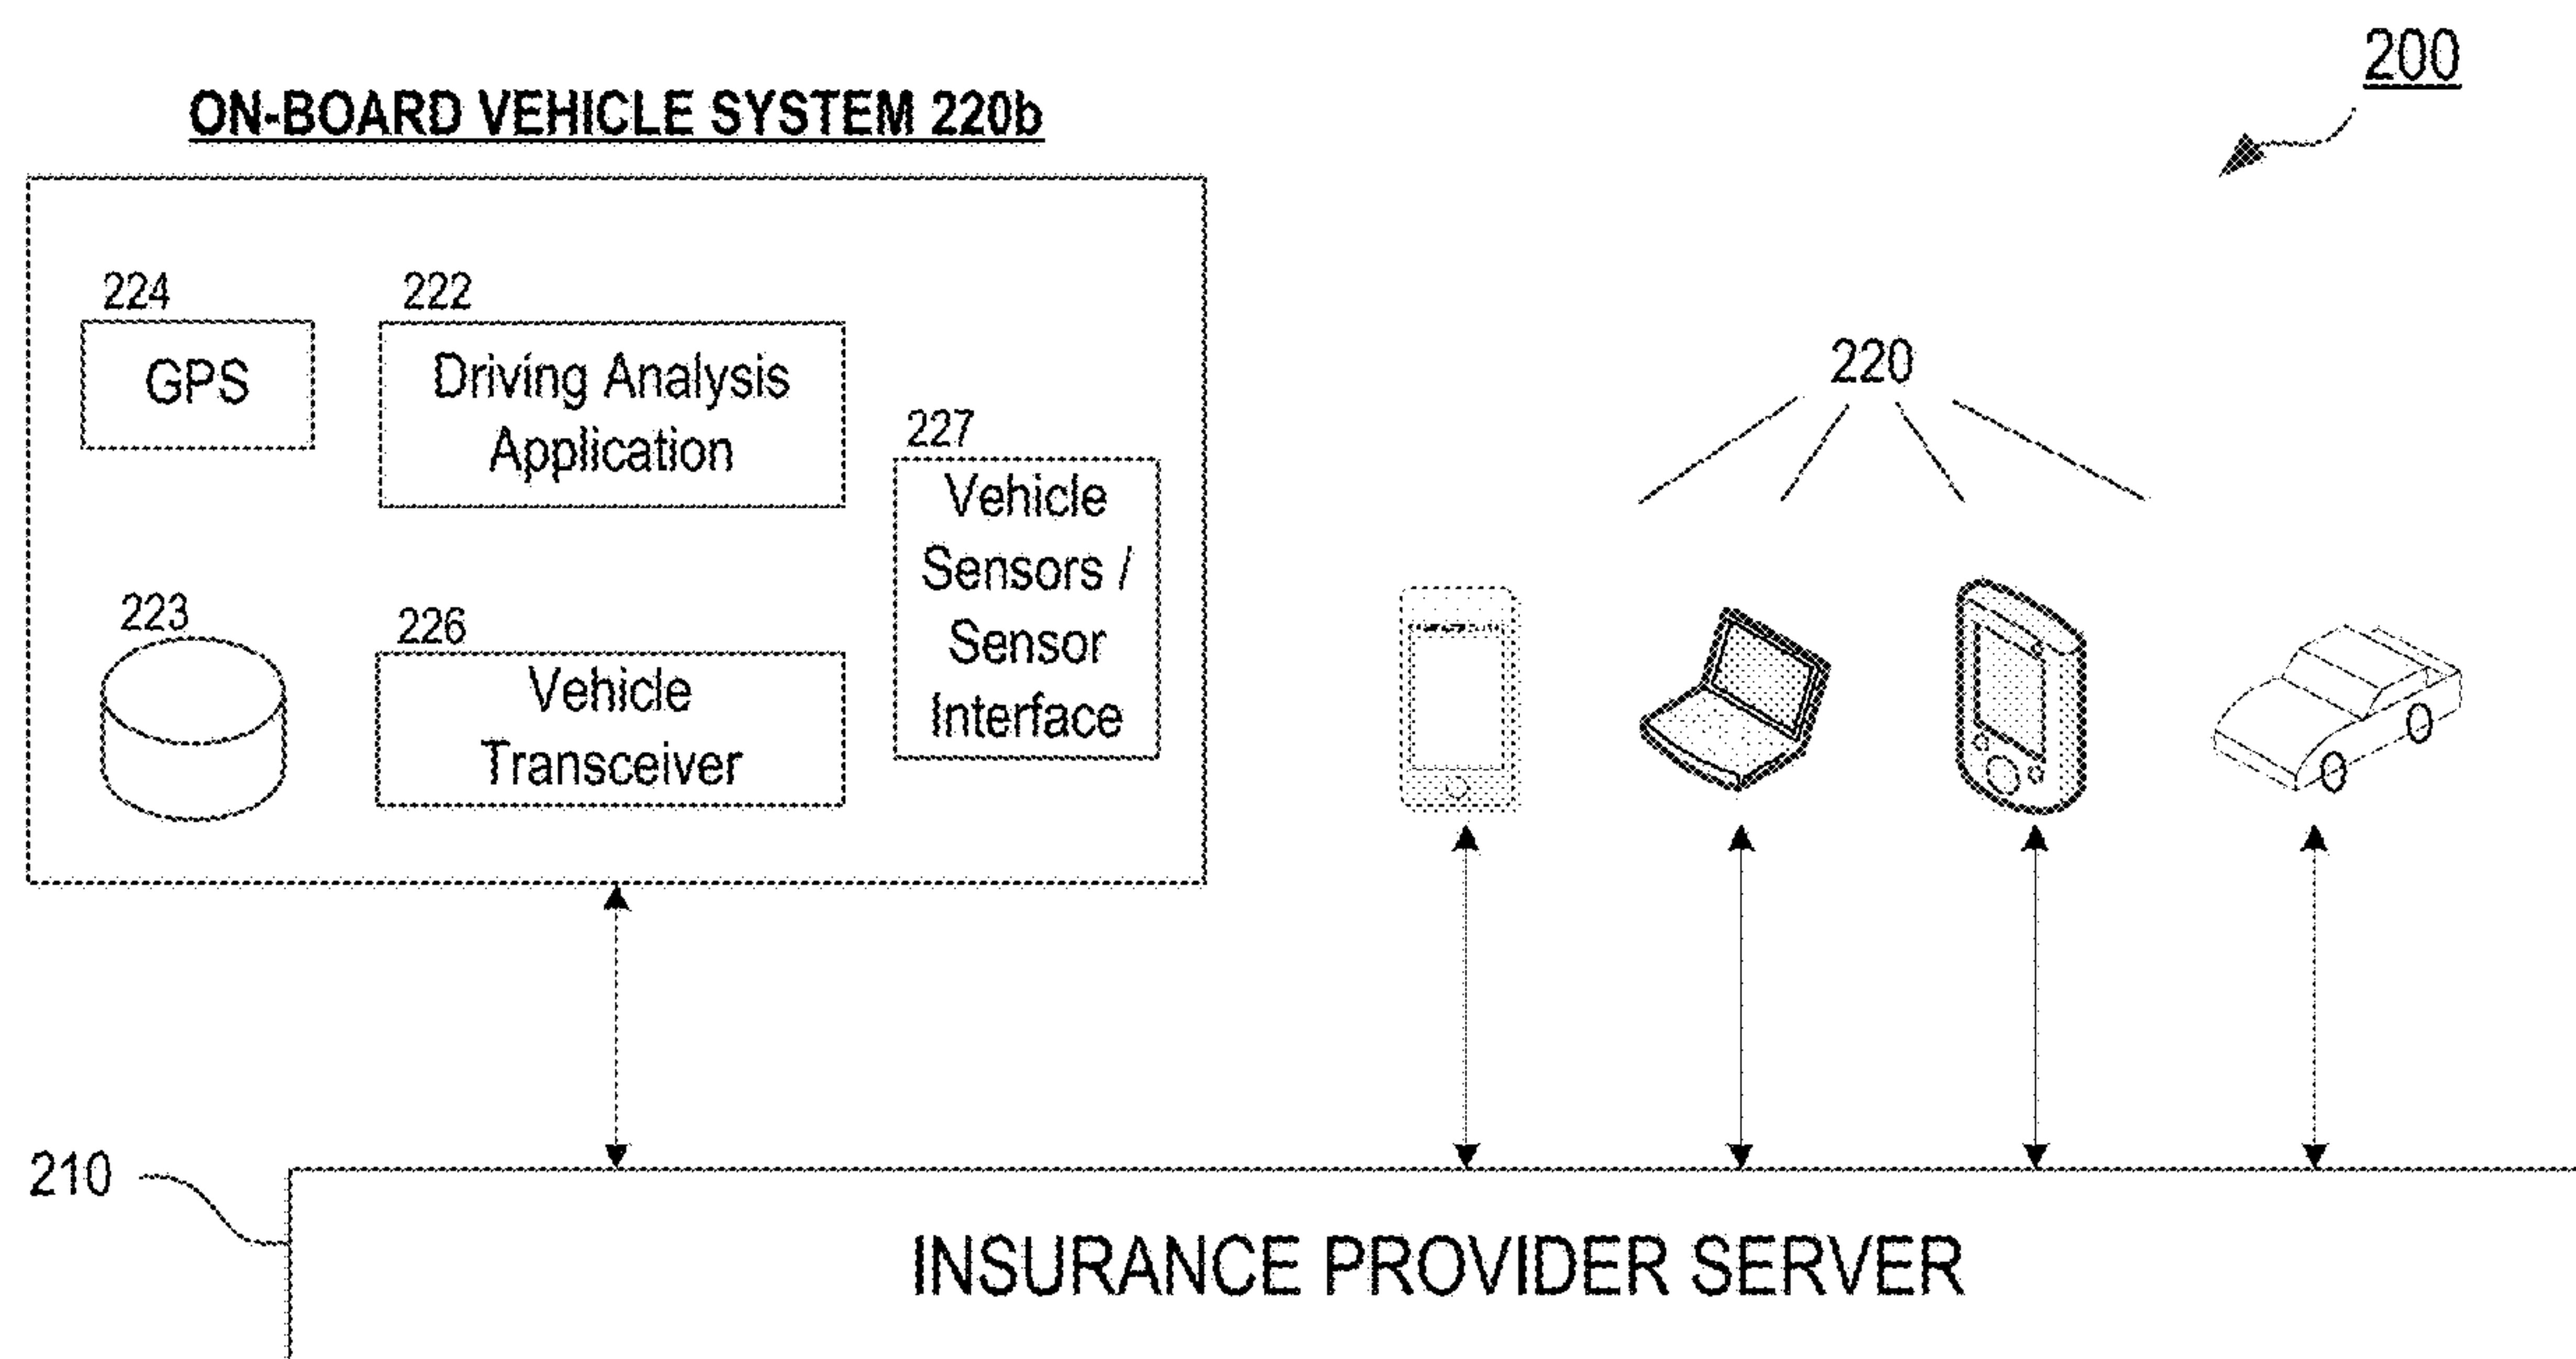 200
ON-BOARD VEHICLE SYSTEM 220b
224
GPS
222
Driving Analysis
Application
227
Vehicle
Sensors /
Sensor
Interface
223
226
Vehicle
Transceiver
220
210
INSURANCE PROVIDER SERVER